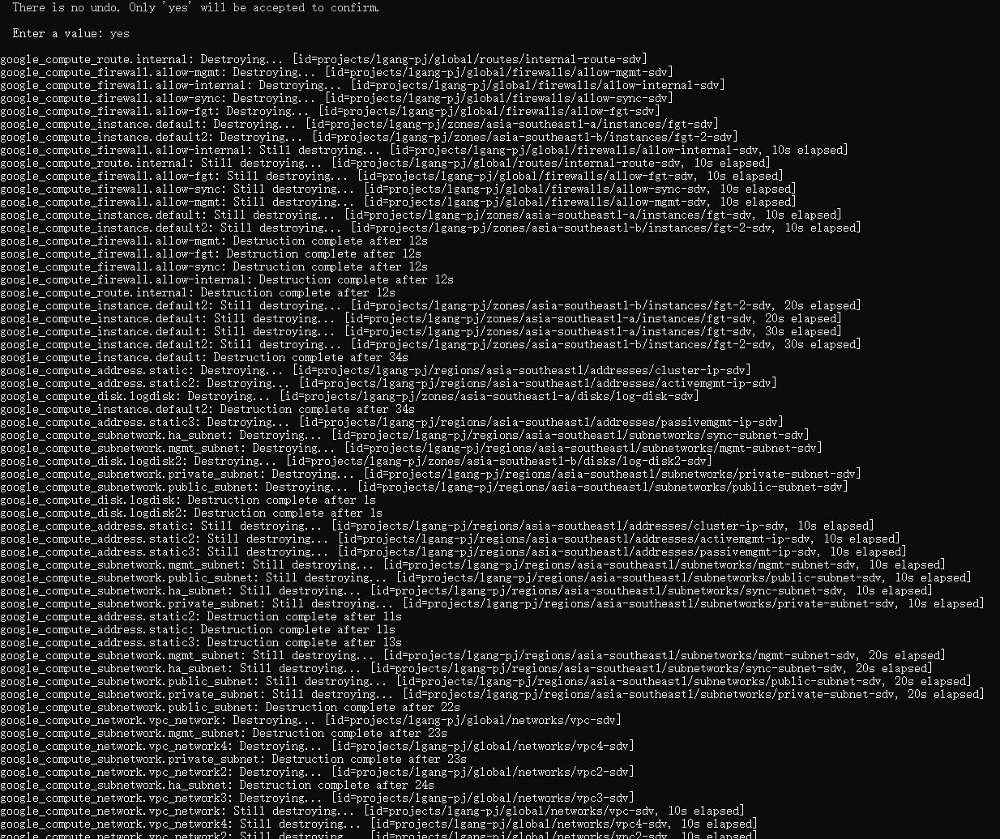 There is no undo. Only 'yes' will be accepted to confirm.
Enter a value: yes
google_compute_route.internal: Destroying... [id=projects/lgang-pj/global/routes/internal-route-sdv]
google_compute_firewall.allow-mgmt: Destroying... [id=projects/lgang-pj/global/firewalls/allow-mgmt-sdv]
google_compute_firewall.allow-internal: Destroying... [id=projects/lgang-pj/global/firewalls/allow-internal-sdv]
google_compute_firewall.allow-sync: Destroying... [id=projects/lgang-pj/global/firewalls/allow-sync-sdv]
google_compute_firewall.allow-fgt: Destroying... [id=projects/lgang-pj/global/firewalls/allow-fgt-sdv]
google_compute_instance.default: Destroying... [id=projects/lgang-pj/zones/asia-southeast1-a/instances/fgt-sdv]
google_compute_instance.default2: Destroying... [id=projects/lgang-pj/zones/asia-southeast1-b/instances/fgt-2-sdv]
google_compute_firewall.allow-internal: Still destroying... [id=projects/lgang-pj/global/firewalls/allow-internal-sdv, 10s elapsed]
google_compute_route.internal: Still destroying... [id=projects/lgang-pj/global/routes/internal-route-sdv, 10s elapsed]
google_compute_firewall.allow-fgt: Still destroying... [id=projects/lgang-pj/global/firewalls/allow-fgt-sdv, 10s elapsed]
google_compute_firewall.allow-sync: Still destroying... [id=projects/lgang-pj/global/firewalls/allow-sync-sdv, 10s elapsed]
google_compute_firewall.allow-mgmt: Still destroying... [id=projects/lgang-pj/global/firewalls/allow-mgmt-sdv, 10s elapsed]
google_compute_instance.default: Still destroying... [id=projects/lgang-pj/zones/asia-southeast1-a/instances/fgt-sdv, 10s elapsed]
google_compute_instance.default2: Still destroying... [id=projects/lgang-pj/zones/asia-southeast1-b/instances/fgt-2-sdv, 10s elapsed]
google_compute_firewall.allow-mgmt: Destruction complete after 12s
google_compute_firewall.allow-fgt: Destruction complete after 12s
google_compute_firewall.allow-sync: Destruction complete after 12s
google_compute_firewall.allow-internal: Destruction complete after 12s
google_compute_route.internal: Destruction complete after 12s
google_compute_instance.default2: Still destroying... [id=projects/lgang-pj/zones/asia-southeast1-b/instances/fgt-2-sdv, 20s elapsed]
google_compute_instance.default: Still destroying... [id=projects/lgang-pj/zones/asia-southeast1-a/instances/fgt-sdv, 20s elapsed]
google_compute_instance.default: Still destroying... [id=projects/lgang-pj/zones/asia-southeast1-a/instances/fgt-sdv, 30s elapsed]
google_compute_instance.default2: Still destroying... [id=projects/lgang-pj/zones/asia-southeast1-b/instances/fgt-2-sdv, 30s elapsed]
google_compute_instance.default: Destruction complete after 34s
google_compute_address.static: Destroying... [id=projects/lgang-pj/regions/asia-southeast1/addresses/cluster-ip-sdv]
google_compute_address.static2: Destroying... [id=projects/lgang-pj/regions/asia-southeast1/addresses/activemgmt-ip-sdv]
google_compute_disk.logdisk: Destroying... [id=projects/lgang-pj/zones/asia-southeast1-a/disks/log-disk-sdv]
google_compute_instance.default2: Destruction complete after 34s
google_compute_address.static3: Destroying... [id=projects/lgang-pj/regions/asia-southeast1/addresses/passivemgmt-ip-sdv]
google_compute_subnetwork.ha_subnet: Destroying... [id=projects/lgang-pj/regions/asia-southeast1/subnetworks/sync-subnet-sdv]
google_compute_subnetwork.mgmt_subnet: Destroying... [id=projects/lgang-pj/regions/asia-southeast1/subnetworks/mgmt-subnet-sdv]
google_compute_disk.logdisk2: Destroying... [id=projects/lgang-pj/zones/asia-southeast1-b/disks/log-disk2-sdv]
google_compute_subnetwork.private_subnet: Destroying... [id=projects/lgang-pj/regions/asia-southeast1/subnetworks/private-subnet-sdv]
google_compute_subnetwork.public_subnet: Destroying... [id=projects/lgang-pj/regions/asia-southeast1/subnetworks/public-subnet-sdv]
google_compute_disk.logdisk: Destruction complete after 1s
google_compute_disk.logdisk2: Destruction complete after 1s
google_compute_address.static: Still destroying... [id=projects/lgang-pj/regions/asia-southeast1/addresses/cluster-ip-sdv, 10s elapsed]
google_compute_address.static2: Still destroying... [id=projects/lgang-pj/regions/asia-southeast1/addresses/activemgmt-ip-sdv, 10s elapsed]
google_compute_address.static3: Still destroying... [id=projects/lgang-pj/regions/asia-southeast1/addresses/passivemgmt-ip-sdv, 10s elapsed]
google_compute_subnetwork.mgmt_subnet: Still destroying... [id=projects/lgang-pj/regions/asia-southeast1/subnetworks/mgmt-subnet-sdv, 10s elapsed]
google_compute_subnetwork.public_subnet: Still destroying... [id=projects/lgang-pj/regions/asia-southeast1/subnetworks/public-subnet-sdv, 10s elapsed]
google_compute_subnetwork.ha_subnet: Still destroying... [id=projects/lgang-pj/regions/asia-southeast1/subnetworks/sync-subnet-sdv, 10s elapsed]
google_compute_subnetwork.private_subnet: Still destroying... [id=projects/lgang-pj/regions/asia-southeast1/subnetworks/private-subnet-sdv, 10s elapsed]
google_compute_address.static2: Destruction complete after 11s
google_compute_address.static: Destruction complete after 11s
google_compute_address.static3: Destruction complete after 13s
google_compute_subnetwork.mgmt_subnet: Still destroying... [id=projects/lgang-pj/regions/asia-southeast1/subnetworks/mgmt-subnet-sdv, 20s elapsed]
google_compute_subnetwork.ha_subnet: Still destroying... [id=projects/lgang-pj/regions/asia-southeast1/subnetworks/sync-subnet-sdv, 20s elapsed]
google_compute_subnetwork.public_subnet: Still destroying... [id=projects/lgang-pj/regions/asia-southeast1/subnetworks/public-subnet-sdv, 20s elapsed]
google_compute_subnetwork.private_subnet: Still destroying... [id=projects/lgang-pj/regions/asia-southeast1/subnetworks/private-subnet-sdv, 20s elapsed]
google_compute_subnetwork.public_subnet: Destruction complete after 22s
google_compute_network.vpc_network: Destroying... [id=projects/lgang-pj/global/networks/vpc-sdv]
google_compute_subnetwork.mgmt_subnet: Destruction complete after 23s
google_compute_network.vpc_network4: Destroying... [id=projects/lgang-pj/global/networks/vpc4-sdv]
google_compute_subnetwork.private_subnet: Destruction complete after 23s
google_compute_network.vpc_network2: Destroying... [id=projects/lgang-pj/global/networks/vpc2-sdv]
google_compute_subnetwork.ha_subnet: Destruction complete after 24s
google_compute_network.vpc_network3: Destroying... [id=projects/lgang-pj/global/networks/vpc3-sdv]
google_compute_network.vpc_network: Still destroying... [id=projects/lgang-pj/global/networks/vpc-sdv, 10s elapsed]
google_compute_network.vpc_network4: Still destroying... [id=projects/lgang-pj/global/networks/vpc4-sdv, 10s elapsed]
google_compute_network.vpc_network2: Still destroying... [id=projects/lgang-pj/global/networks/vpc2-sdv, 10s elapsed]